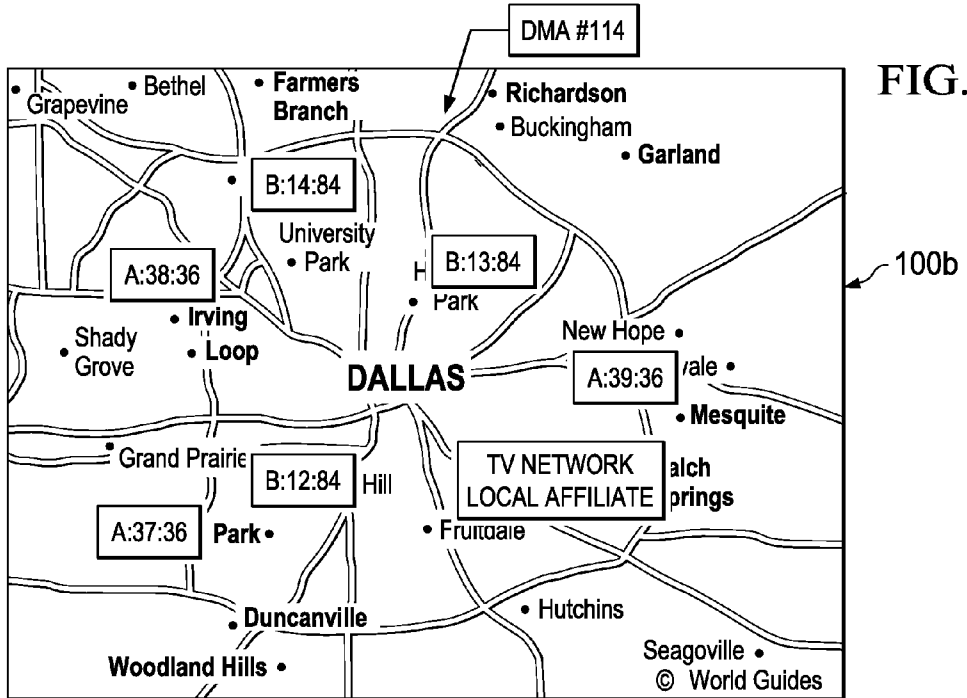 DMA #114
FIG.
Grapevine
Bethel
Farmers
Branch
Richardson
Buckingham
Garland
B:14:84
University
Park
B:13:84
H
Park
A:38:36
100b
Irving
Loop
Shady
Grove
New Hope
DALLAS
A:39:36
vale
Mesquite
Grand Prairie
B:12:84
Hill
TV NETWORK
LOCAL AFFILIATE
alch
prings
A:37:36
Park
Fruitdale
Duncanville
Hutchins
Woodland Hills
Seagoville
© World Guides